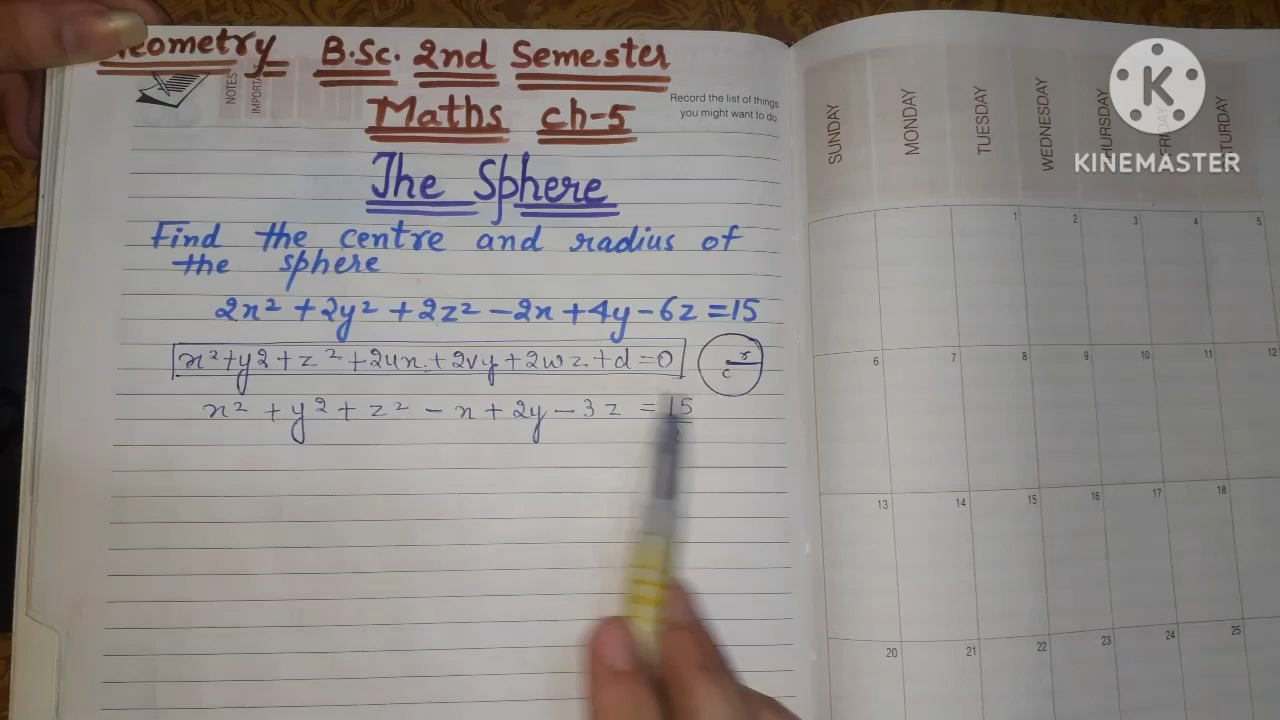 Geometry B.Sc. 2nd Semester
Maths ch-5
NOTES
IMPORTANT
Record the list of things
you might want to do.
The Sphere
Find the centre and radius of
the sphere
2x² + 2y² + 2z² - 2x + 4y - 6z = 15
x² + y² + z² + 2ux + 2vy + 2wz + d = 0
r
c
x² + y² + z² - x + 2y - 3z = 15
SUNDAY MONDAY TUESDAY WEDNESDAY THURSDAY FRIDAY SATURDAY
K
KINEMASTER
1 2 3 4 5
6 7 8 9 10 11 12
13 14 15 16 17 18
20 21 22 23 24 25